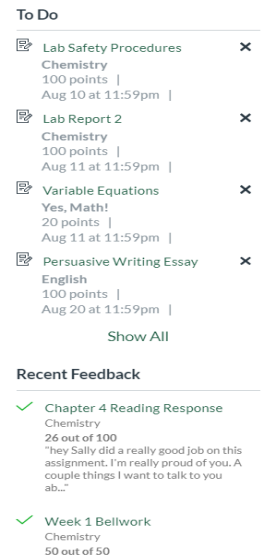 To Do
Lab Safety Procedures
Chemistry
100 points |
Aug 10 at 11:59pm |
Lab Report 2
Chemistry
100 points |
Aug 11 at 11:59pm |
Variable Equations
Yes, Math!
20 points |
Aug 11 at 11:59pm |
Persuasive Writing Essay
English
100 points |
Aug 20 at 11:59pm |
Show All
Recent Feedback
Chapter 4 Reading Response
Chemistry
26 out of 100
"hey Sally did a really good job on this
assignment. I'm really proud of you. A
couple things I want to talk to you
ab..."
Week 1 Bellwork
Chemistry
50 out of 50